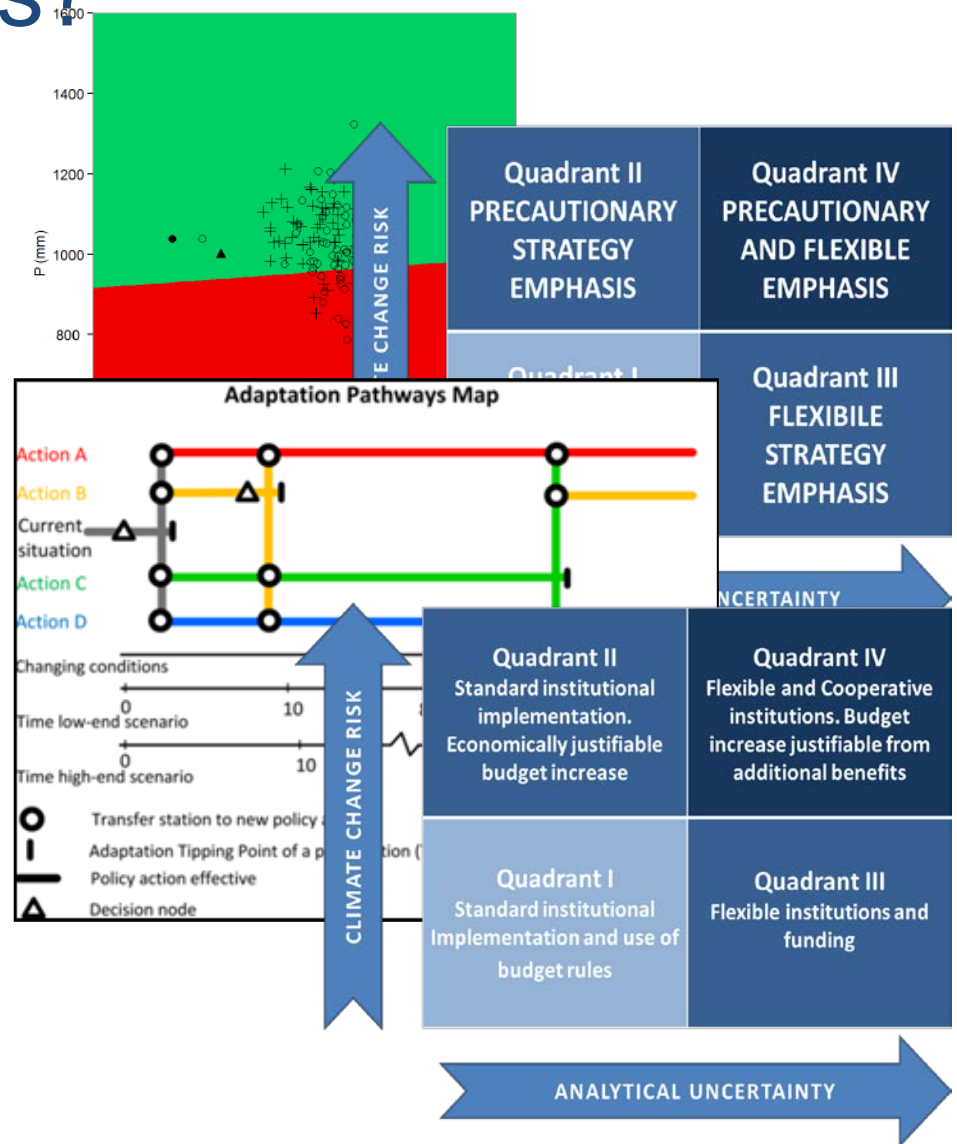 s?
1600
1400
1200
1000
800
P (mm)
CHANGE RISK
Quadrant II
PRECAUTIONARY
STRATEGY
EMPHASIS
Quadrant IV
PRECAUTIONARY
AND FLEXIBLE
EMPHASIS
Quadrant I
Quadrant III
FLEXIBILE
STRATEGY
EMPHASIS
Adaptation Pathways Map
Action A
Action B
Current
situation
Action C
Action D
Changing conditions
0 10
Time low-end scenario
0 10
Time high-end scenario
Transfer station to new policy
Adaptation Tipping Point of a
Policy action effective
Decision node
CLIMATE CHANGE RISK
Quadrant II
Standard institutional
implementation.
Economically justifiable
budget increase
Quadrant IV
Flexible and Cooperative
institutions. Budget
increase justifiable from
additional benefits
Quadrant I
Standard institutional
Implementation and use of
budget rules
Quadrant III
Flexible institutions and
funding
ANALYTICAL UNCERTAINTY